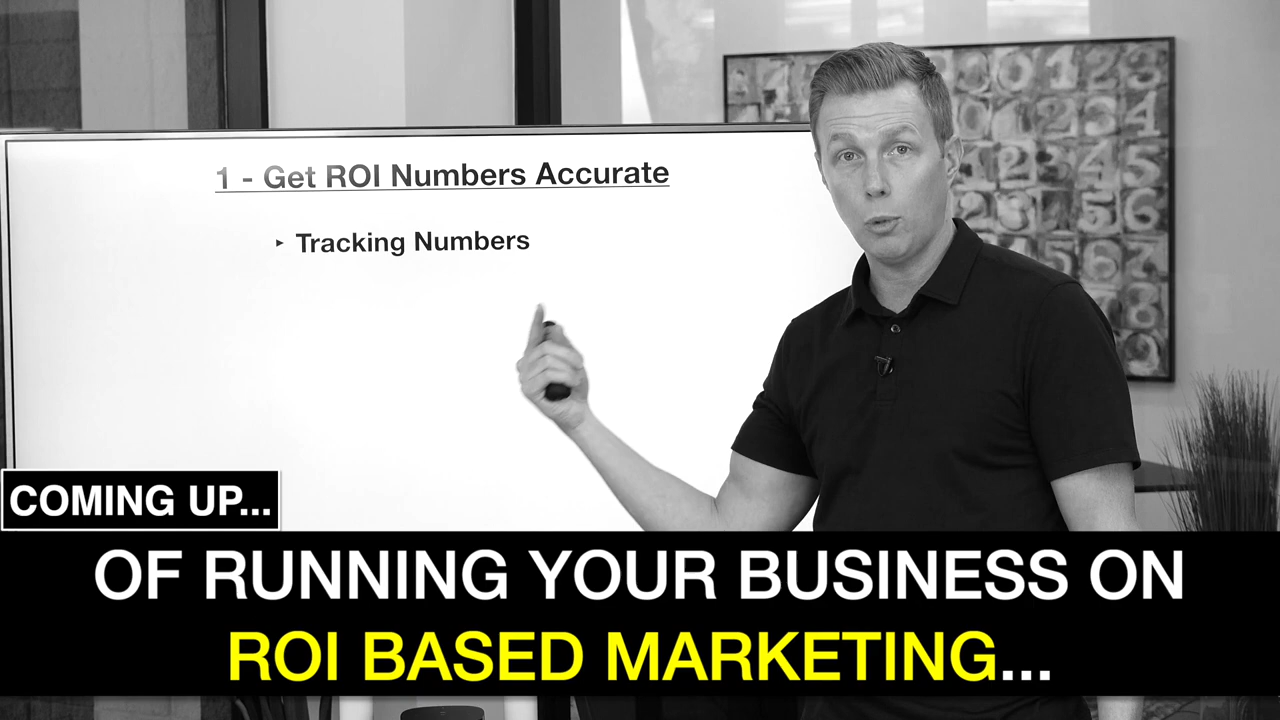 1 - Get ROI Numbers Accurate
▸ Tracking Numbers
COMING UP...
OF RUNNING YOUR BUSINESS ON
ROI BASED MARKETING...